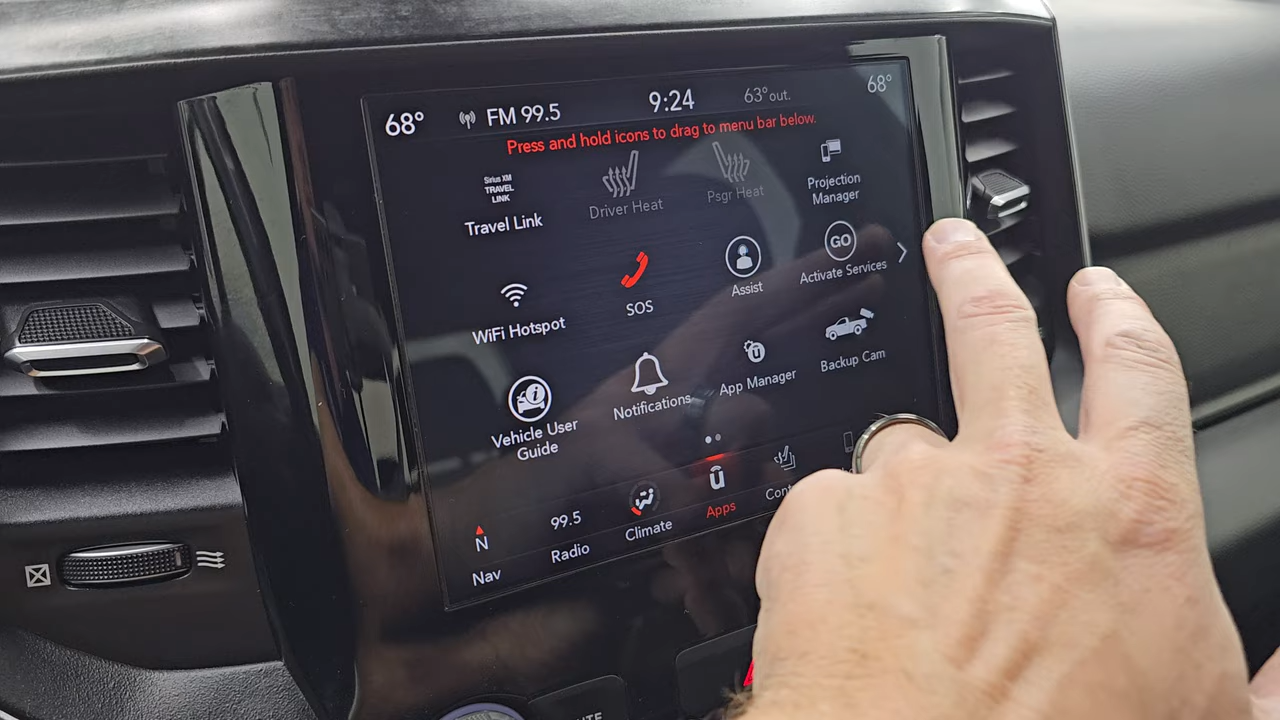 68° FM 99.5 9:24 63° out. 68°
Press and hold icons to drag to menu bar below.
Sirius XM
TRAVEL
LINK
Travel Link
Driver Heat
Psgr Heat
Projection
Manager
WiFi Hotspot
SOS
Assist
GO
Activate Services
Vehicle User
Guide
Notifications
App Manager
Backup Cam
N
Nav
99.5
Radio
Climate
Apps